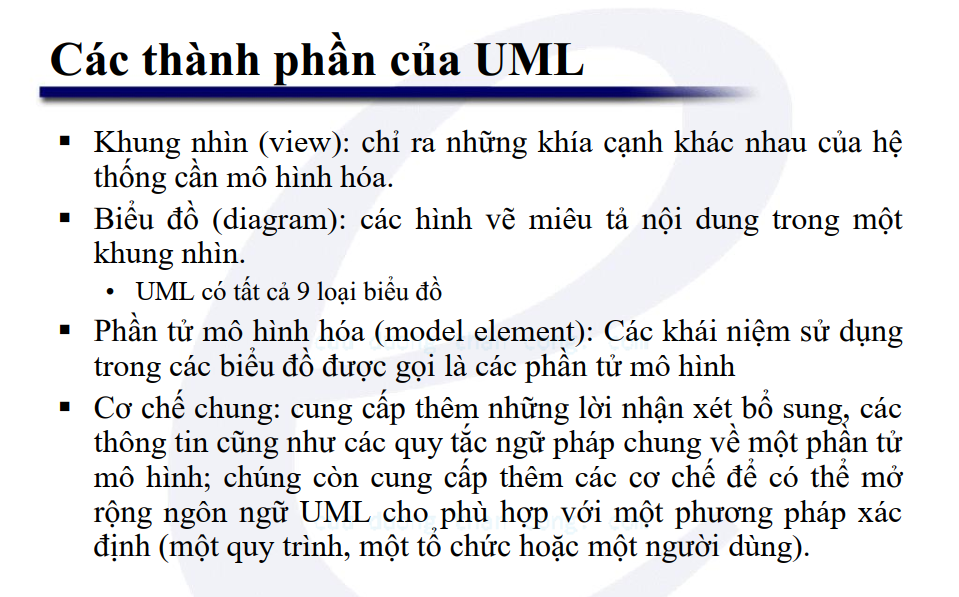 Các thành phần của UML
▪ Khung nhìn (view): chỉ ra những khía cạnh khác nhau của hệ
thống cần mô hình hóa.
▪ Biểu đồ (diagram): các hình vẽ miêu tả nội dung trong một
khung nhìn.
• UML có tất cả 9 loại biểu đồ
▪ Phần tử mô hình hóa (model element): Các khái niệm sử dụng
trong các biểu đồ được gọi là các phần tử mô hình
▪ Cơ chế chung: cung cấp thêm những lời nhận xét bổ sung, các
thông tin cũng như các quy tắc ngữ pháp chung về một phần tử
mô hình; chúng còn cung cấp thêm các cơ chế để có thể mở
rộng ngôn ngữ UML cho phù hợp với một phương pháp xác
định (một quy trình, một tổ chức hoặc một người dùng).